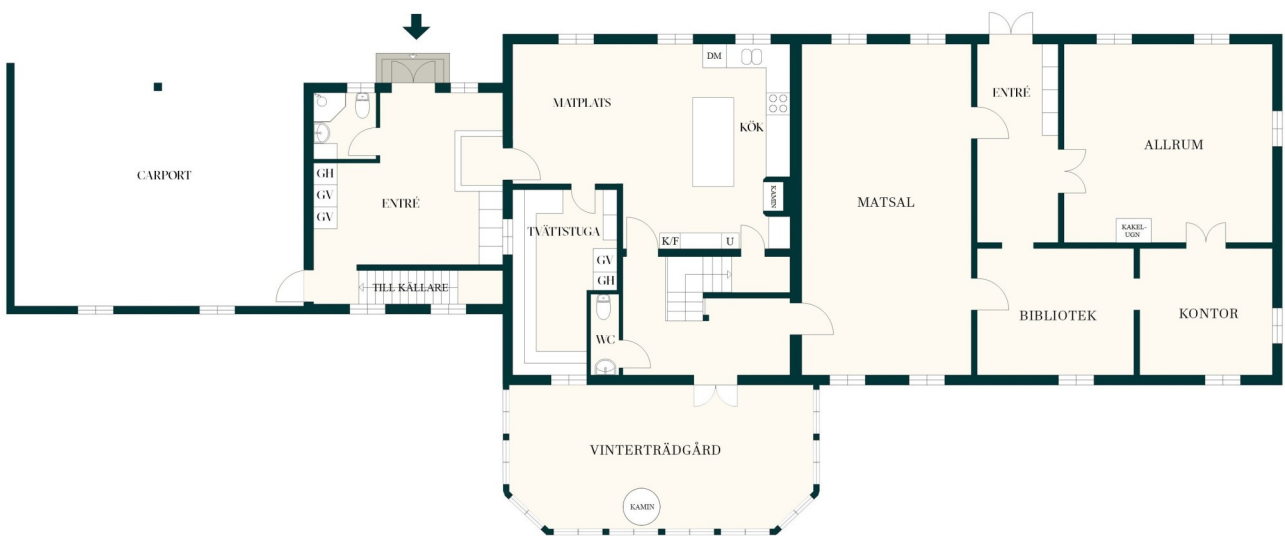 CARPORT
GH
GV
GV
ENTRÉ
TILL KÄLLARE
MATPLATS
DM
KÖK
KAMIN
TVÄTTSTUGA
K/F
U
GV
GH
WC
MATSAL
ENTRÉ
ALLRUM
KAKEL-
UGN
BIBLIOTEK
KONTOR
VINTERTRÄDGÅRD
KAMIN